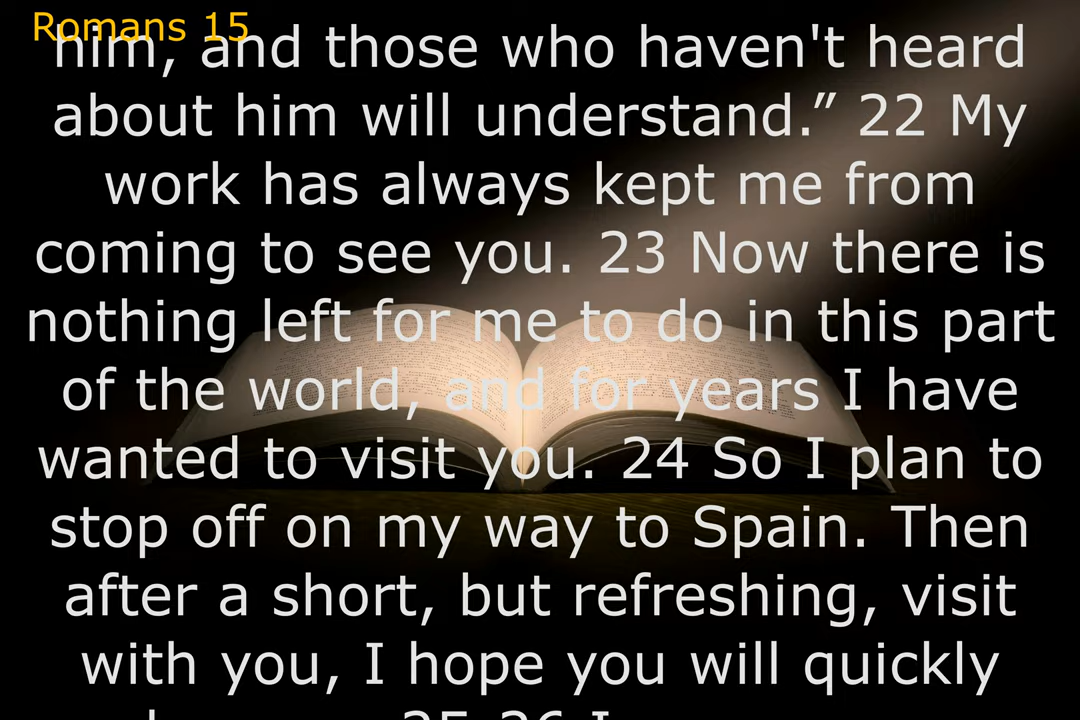 Romans 15
him, and those who haven't heard
about him will understand.” 22 My
work has always kept me from
coming to see you. 23 Now there is
nothing left for me to do in this part
of the world, and for years I have
wanted to visit you. 24 So I plan to
stop off on my way to Spain. Then
after a short, but refreshing, visit
with you, I hope you will quickly
25-26 I